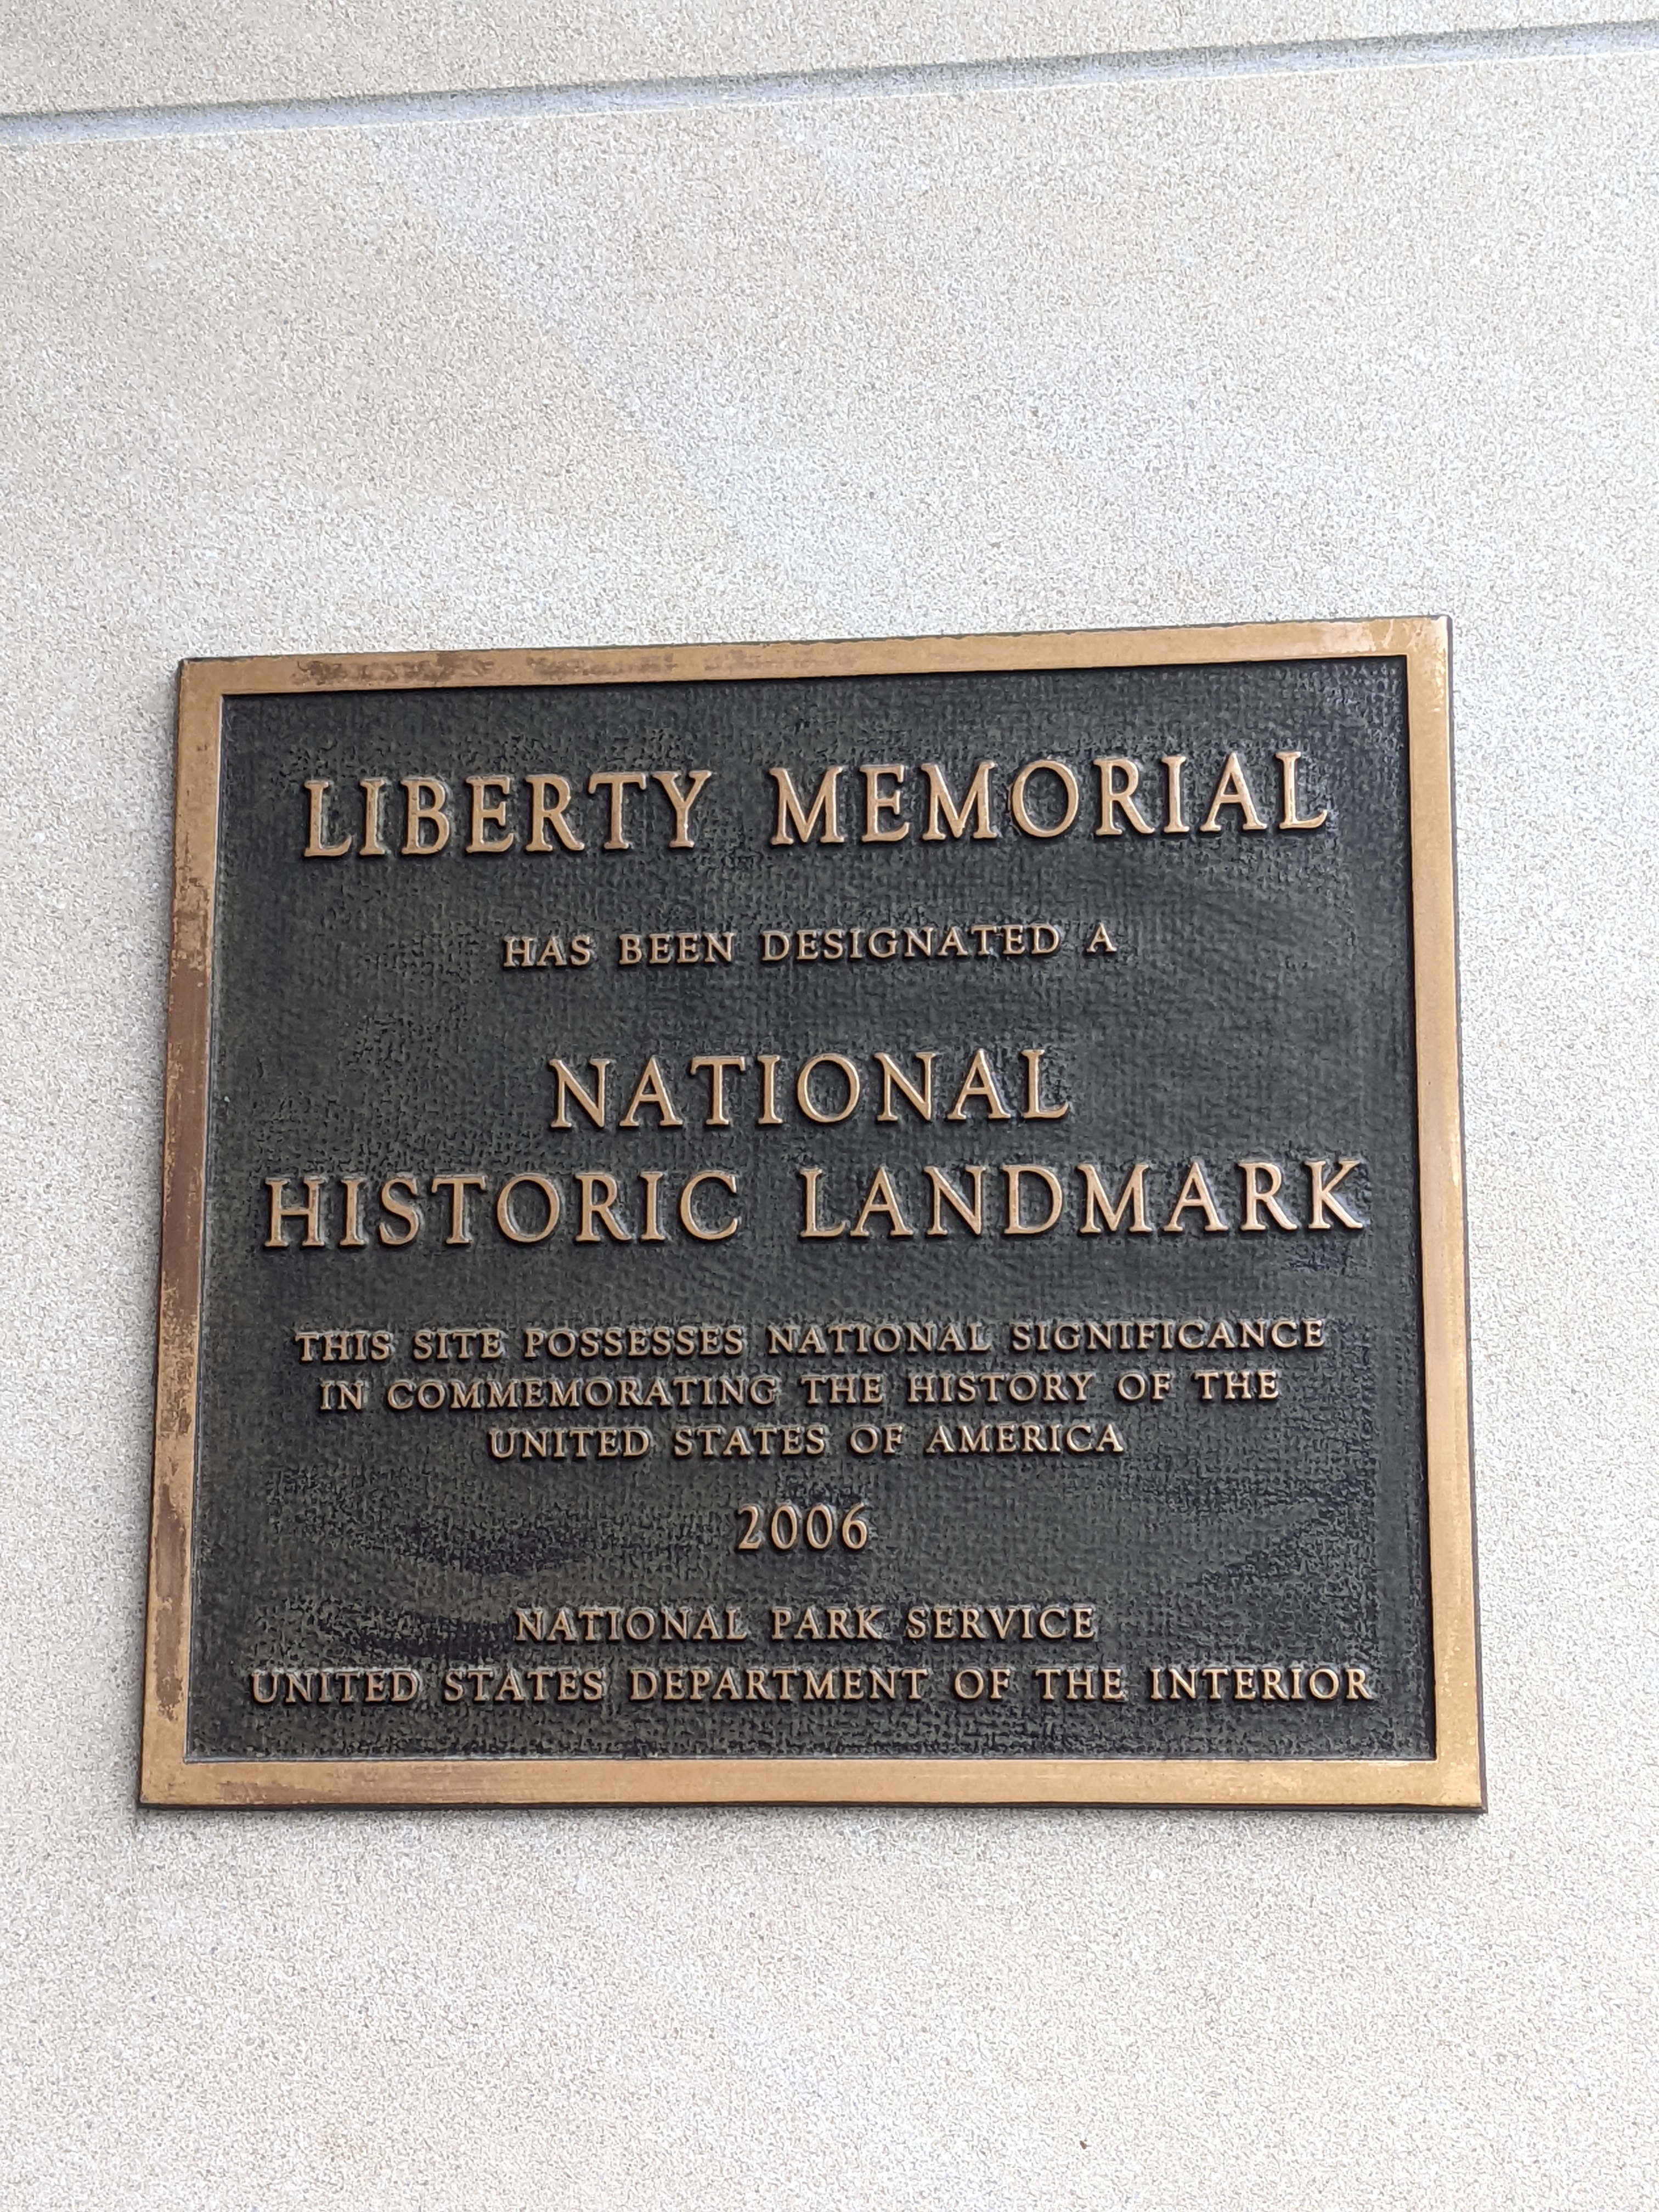 LIBERTY MEMORIAL
HAS BEEN DESIGNATED A
NATIONAL
HISTORIC LANDMARK
THIS SITE POSSESSES NATIONAL SIGNIFICANCE
IN COMMEMORATING THE HISTORY OF THE
UNITED STATES OF AMERICA
2006
NATIONAL PARK SERVICE
UNITED STATES DEPARTMENT OF THE INTERIOR